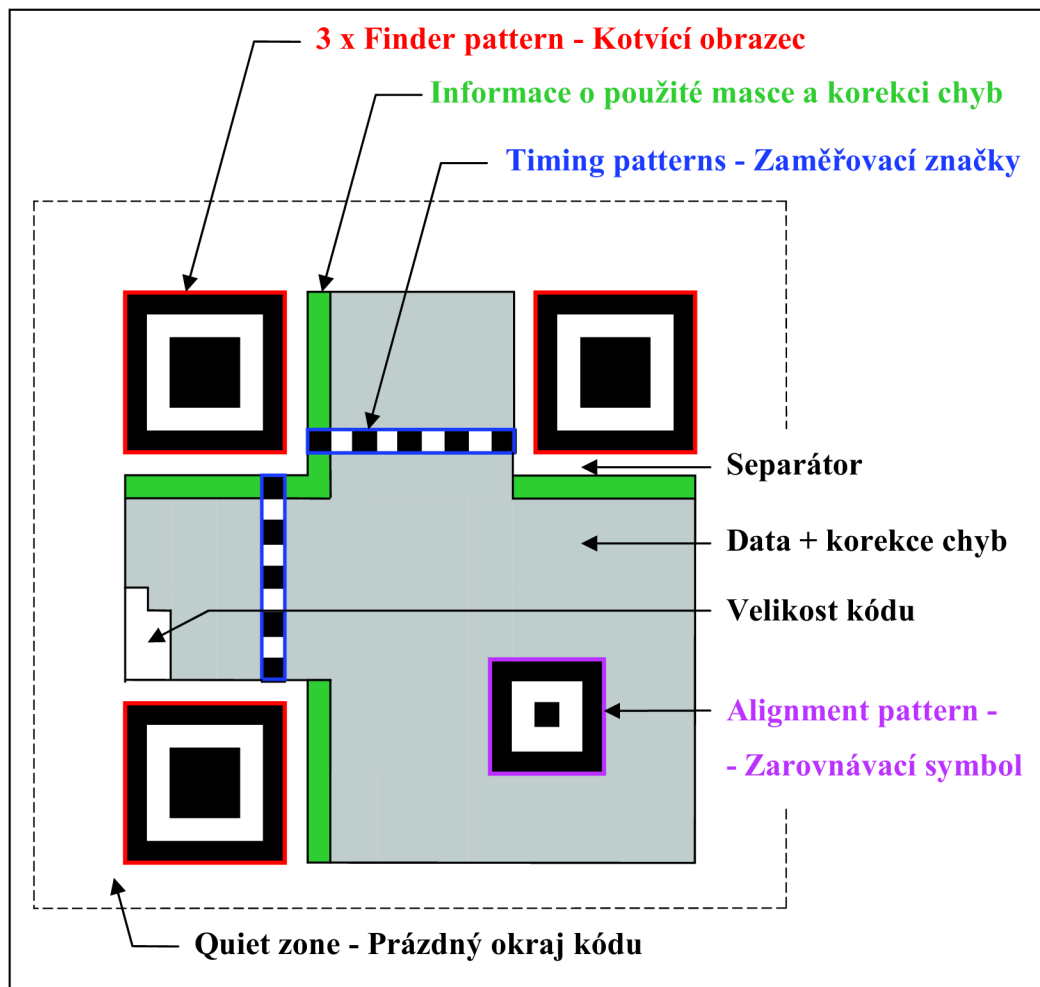 3 x Finder pattern - Kotvící obrazec
Informace o použité masce a korekci chyb
Timing patterns - Zaměřovací značky
Separátor
Data + korekce chyb
Velikost kódu
Alignment pattern -
- Zarovnávací symbol
Quiet zone - Prázdný okraj kódu